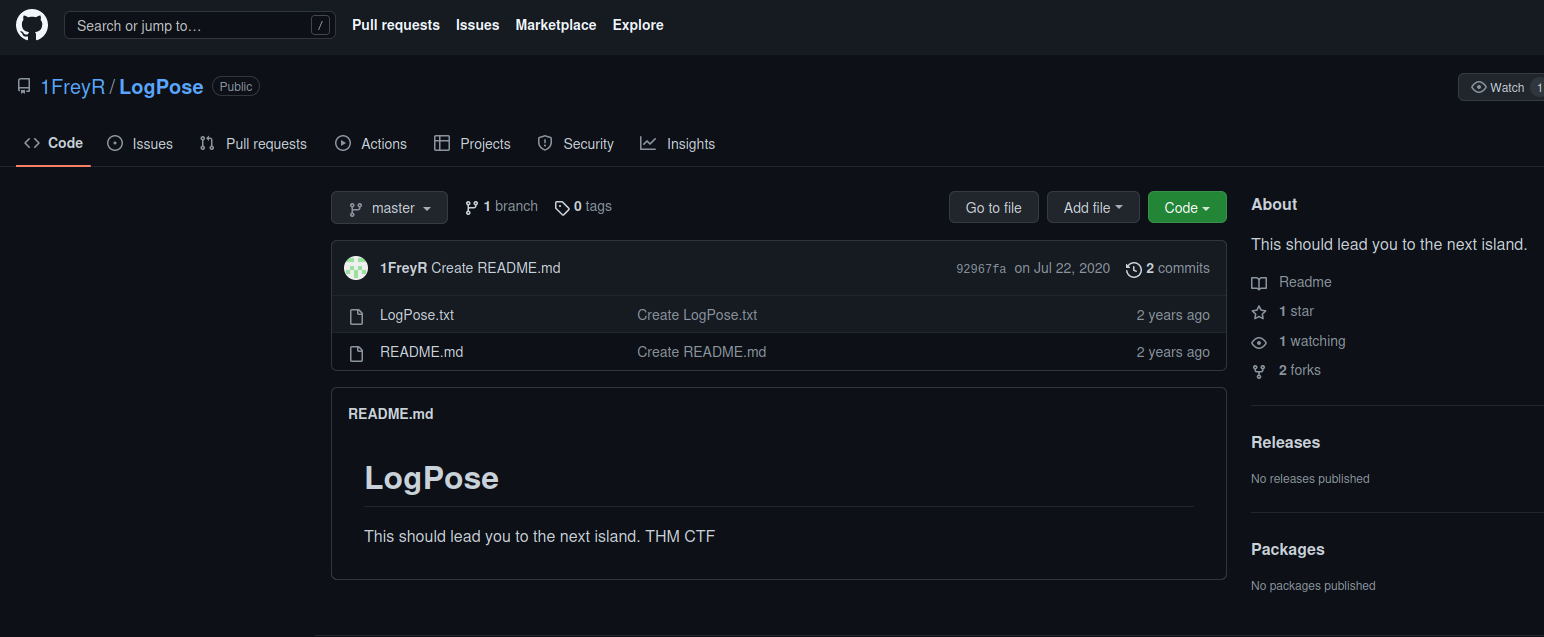 Search or jump to… /
Pull requests Issues Marketplace Explore
1FreyR / LogPose Public
Watch 1
Code Issues Pull requests Actions Projects Security Insights
master 1 branch 0 tags
Go to file Add file Code
1FreyR Create README.md 92967fa on Jul 22, 2020 2 commits
LogPose.txt Create LogPose.txt 2 years ago
README.md Create README.md 2 years ago
README.md
LogPose
This should lead you to the next island. THM CTF
About
This should lead you to the next island.
Readme
1 star
1 watching
2 forks
Releases
No releases published
Packages
No packages published